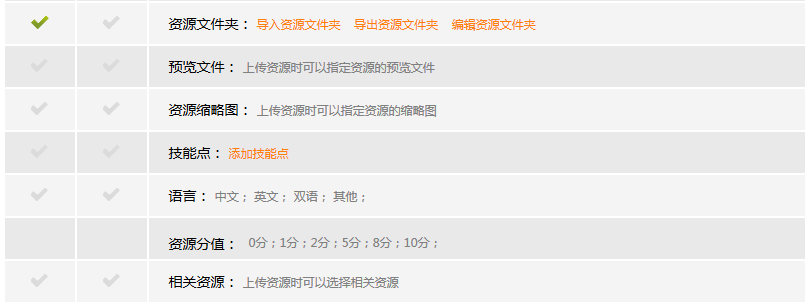 资源文件夹： 导入资源文件夹 导出资源文件夹 编辑资源文件夹
预览文件： 上传资源时可以指定资源的预览文件
资源缩略图： 上传资源时可以指定资源的缩略图
技能点： 添加技能点
语言： 中文； 英文； 双语； 其他；
资源分值： 0分；1分；2分；5分；8分；10分；
相关资源： 上传资源时可以选择相关资源